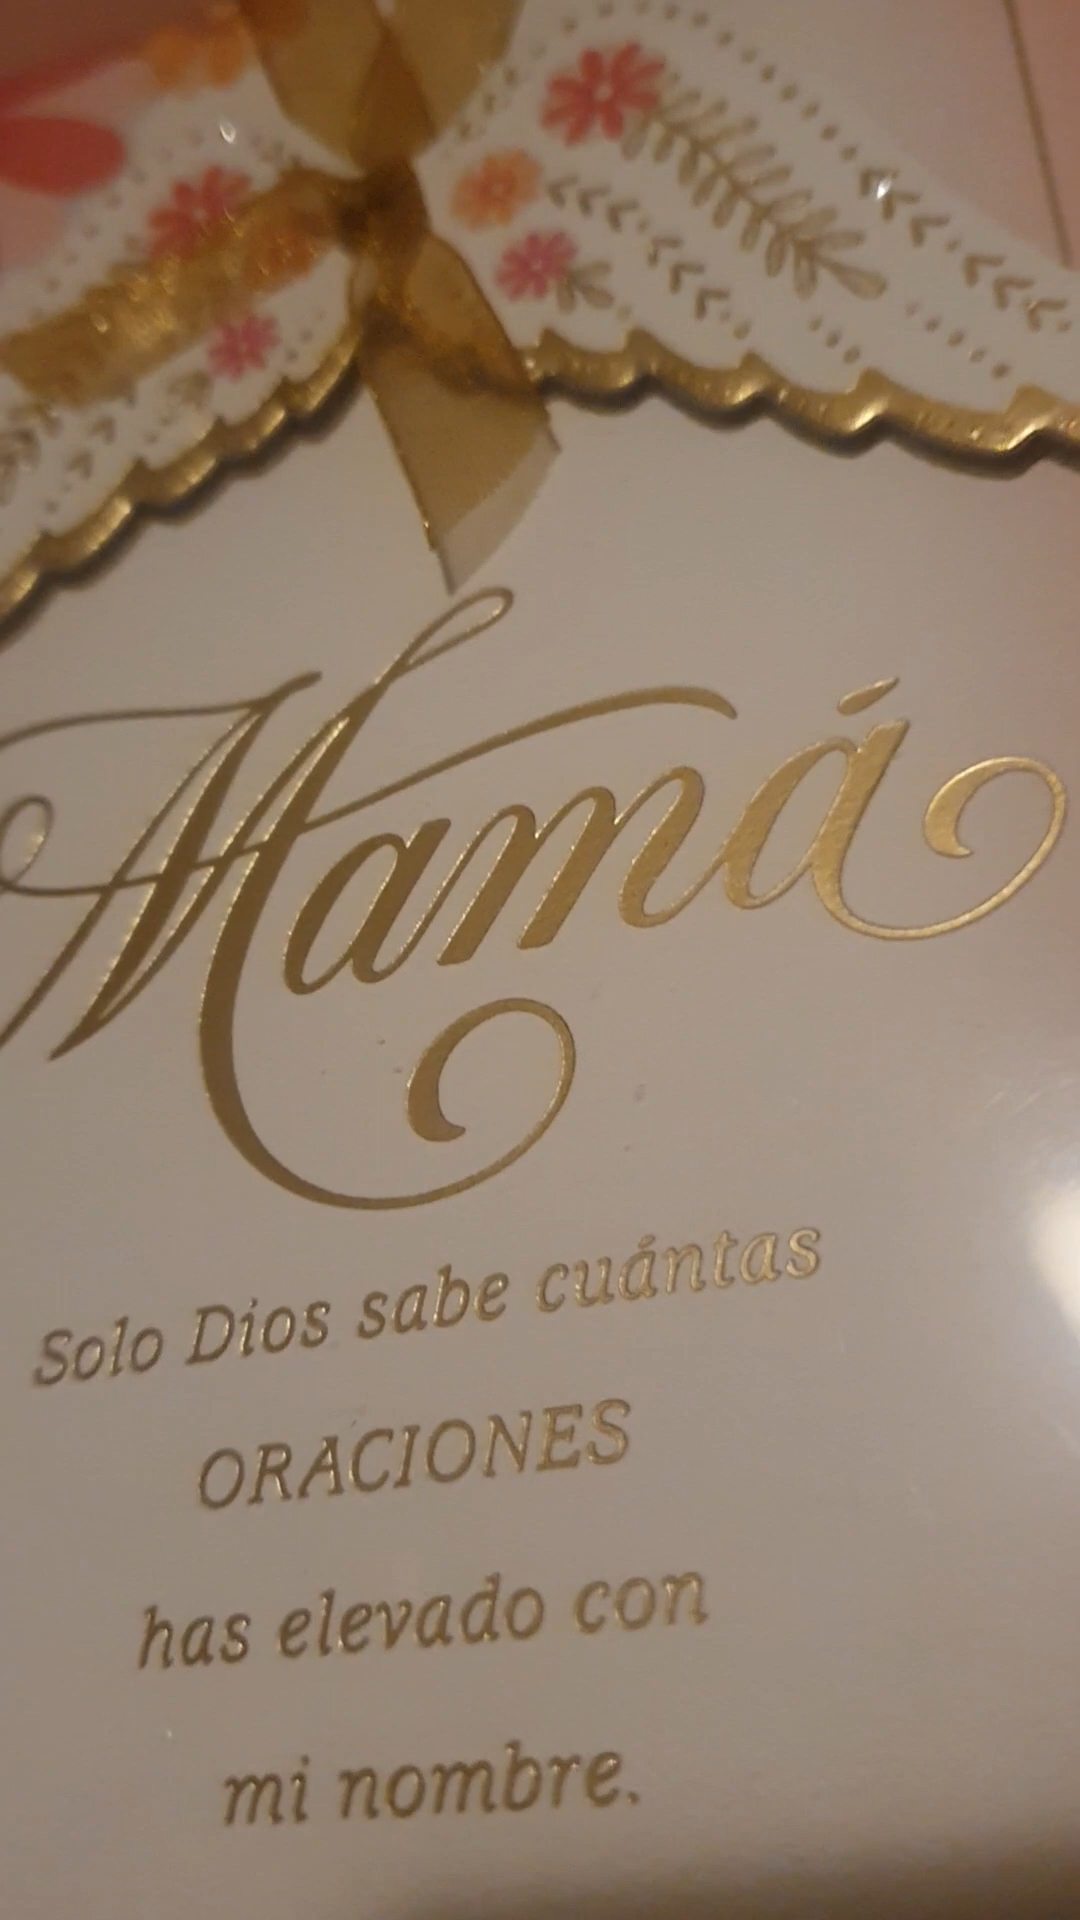 Mamá
Solo Dios sabe cuántas
ORACIONES
has elevado con
mi nombre.